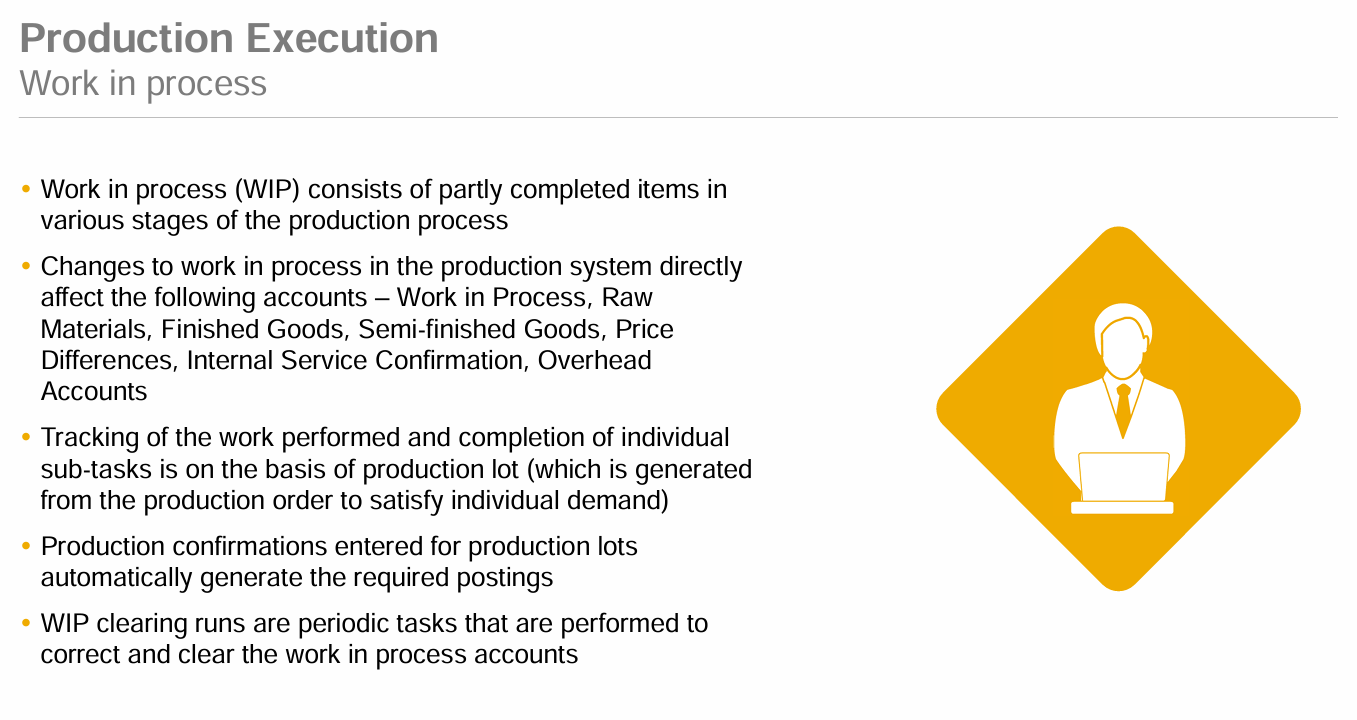 Production Execution
Work in process
• Work in process (WIP) consists of partly completed items in
various stages of the production process
• Changes to work in process in the production system directly
affect the following accounts – Work in Process, Raw
Materials, Finished Goods, Semi-finished Goods, Price
Differences, Internal Service Confirmation, Overhead
Accounts
• Tracking of the work performed and completion of individual
sub-tasks is on the basis of production lot (which is generated
from the production order to satisfy individual demand)
• Production confirmations entered for production lots
automatically generate the required postings
• WIP clearing runs are periodic tasks that are performed to
correct and clear the work in process accounts